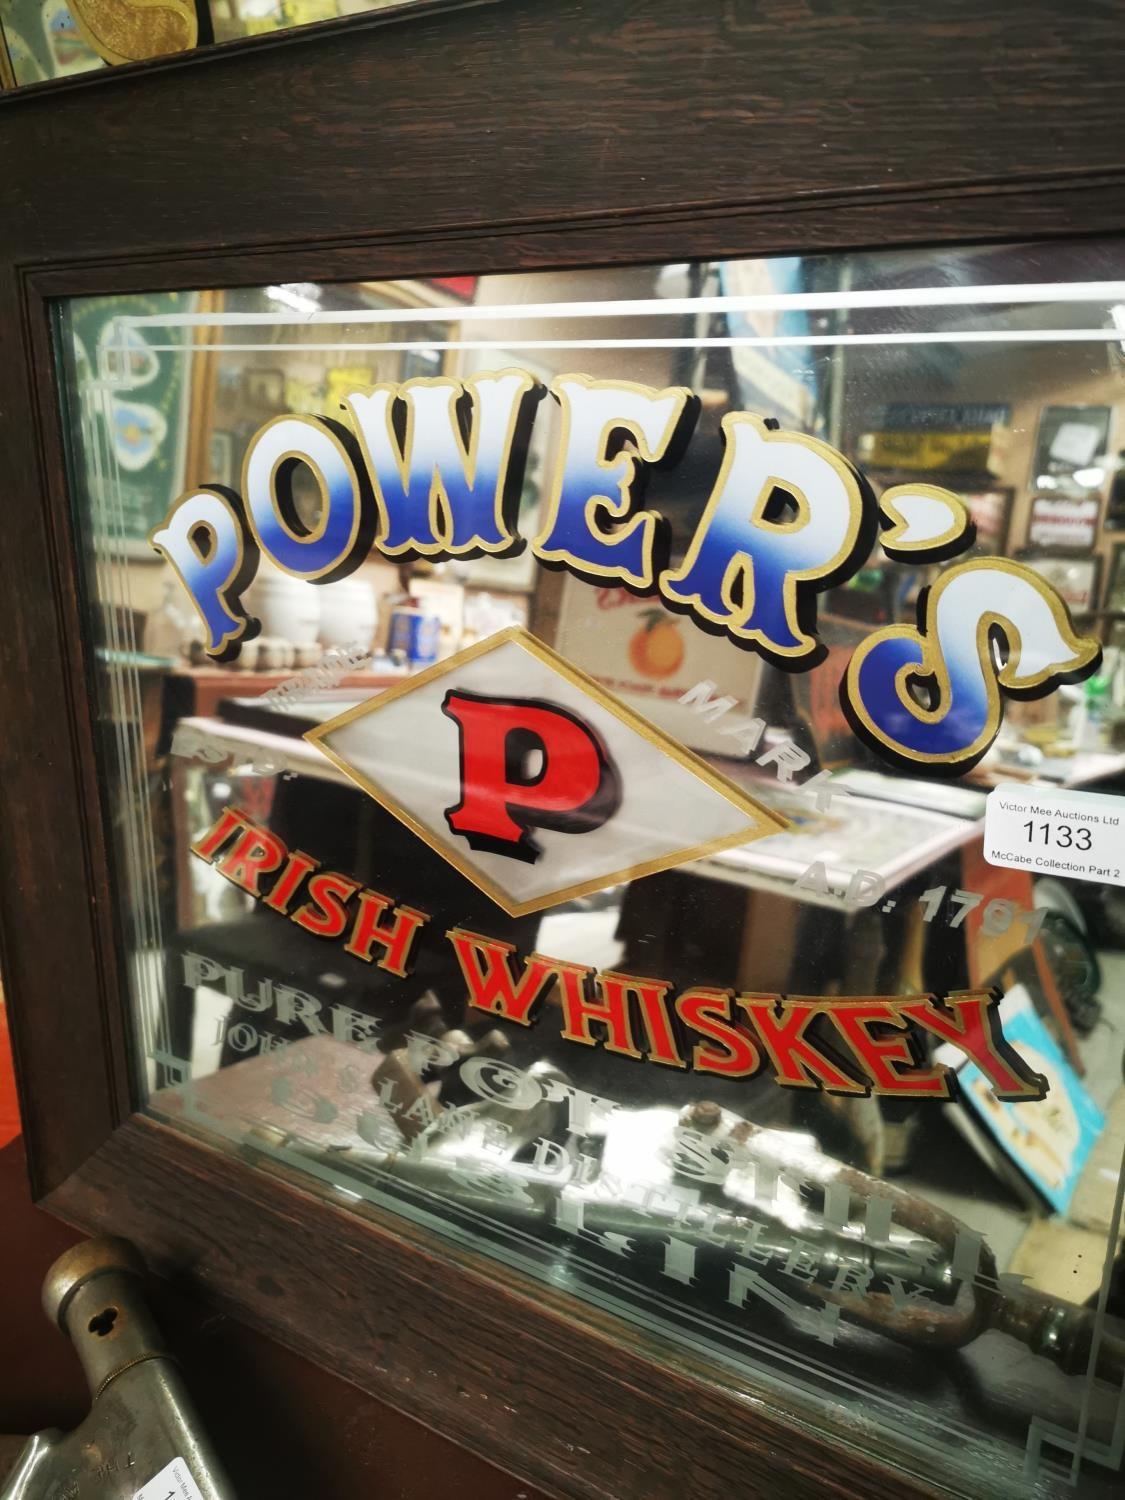 POWER'S
TRADE MARK
P
ESTD. A.D. 1791
IRISH WHISKEY
PURE POT STILL
JOHN'S LANE DISTILLERY
DUBLIN
Victor Mee Auctions Ltd
1133
McCabe Collection Part 2
THE